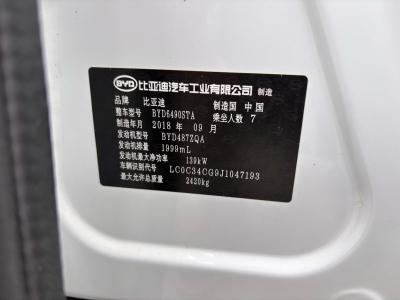 BYD 比亚迪汽车工业有限公司 制造
品牌 比亚迪 制造国 中国
整车型号 BYD6490STA 乘坐人数 7
制造年月 2018 年 09 月
发动机型号 BYD487ZQA
发动机排量 1999mL
发动机最大净功率 139kW
车辆识别代号 LC0C34CG9J1047193
最大允许总质量 2420kg